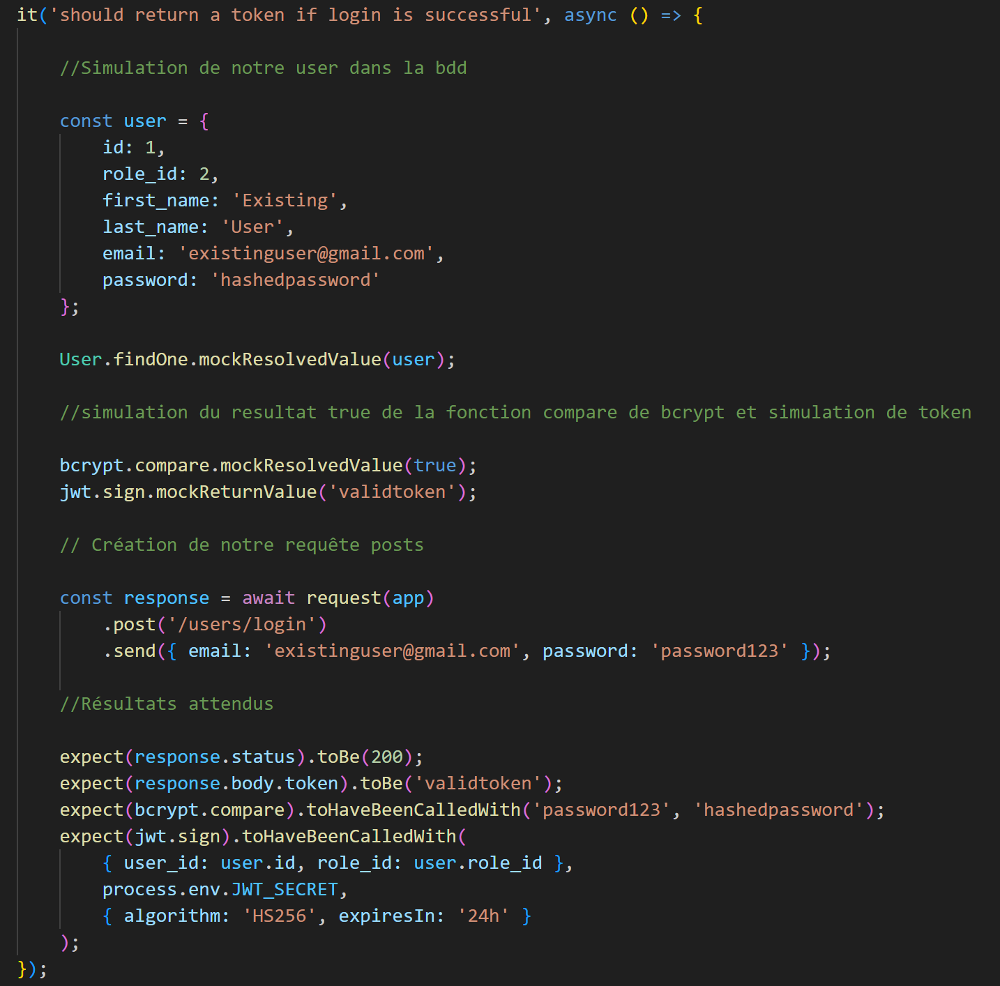 it('should return a token if login is successful', async () => {
//Simulation de notre user dans la bdd
const user = {
id: 1,
role_id: 2,
first_name: 'Existing',
last_name: 'User',
email: 'existinguser@gmail.com',
password: 'hashedpassword'
};
User.findOne.mockResolvedValue(user);
//simulation du resultat true de la fonction compare de bcrypt et simulation de token
bcrypt.compare.mockResolvedValue(true);
jwt.sign.mockReturnValue('validtoken');
// Création de notre requête posts
const response = await request(app)
.post('/users/login')
.send({ email: 'existinguser@gmail.com', password: 'password123' });
//Résultats attendus
expect(response.status).toBe(200);
expect(response.body.token).toBe('validtoken');
expect(bcrypt.compare).toHaveBeenCalledWith('password123', 'hashedpassword');
expect(jwt.sign).toHaveBeenCalledWith(
{ user_id: user.id, role_id: user.role_id },
process.env.JWT_SECRET,
{ algorithm: 'HS256', expiresIn: '24h' }
);
});